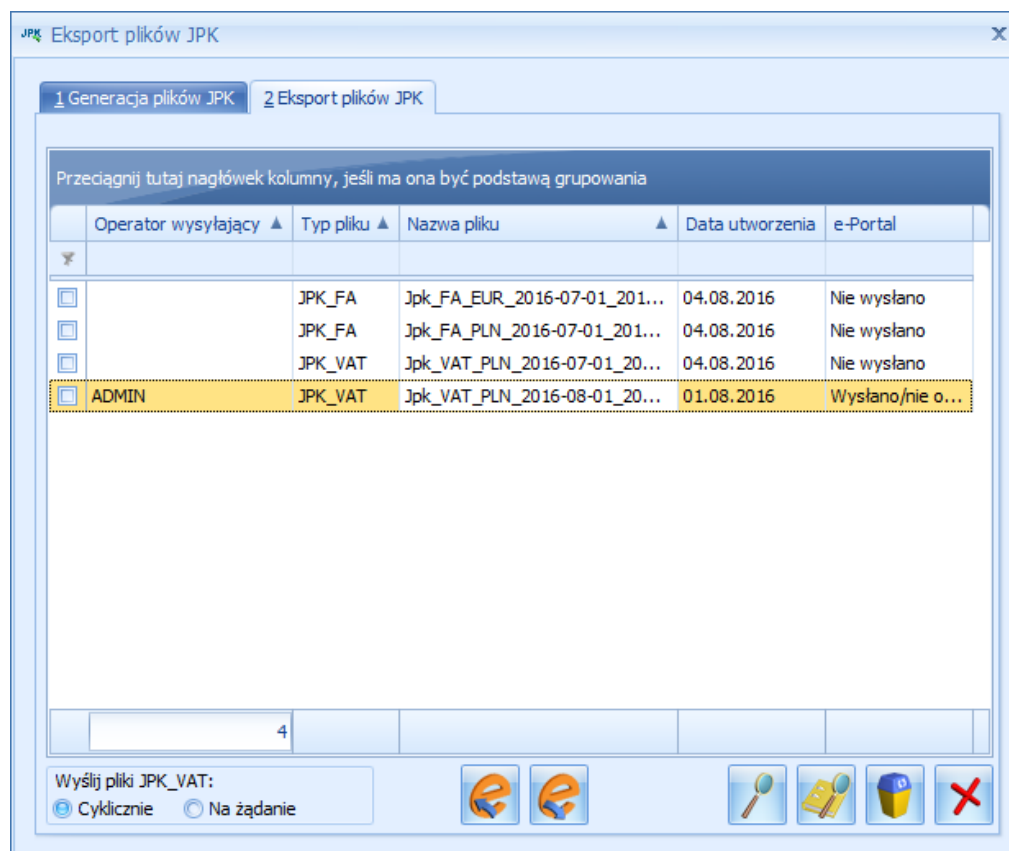 JPK Eksport plików JPK
1 Generacja plików JPK 2 Eksport plików JPK
Przeciągnij tutaj nagłówek kolumny, jeśli ma ona być podstawą grupowania
Operator wysyłający Typ pliku Nazwa pliku Data utworzenia e-Portal
JPK_FA Jpk_FA_EUR_2016-07-01_201... 04.08.2016 Nie wysłano
JPK_FA Jpk_FA_PLN_2016-07-01_201... 04.08.2016 Nie wysłano
JPK_VAT Jpk_VAT_PLN_2016-07-01_20... 04.08.2016 Nie wysłano
ADMIN JPK_VAT Jpk_VAT_PLN_2016-08-01_20... 01.08.2016 Wysłano/nie o...
4
Wyślij pliki JPK_VAT:
Cyklicznie Na żądanie